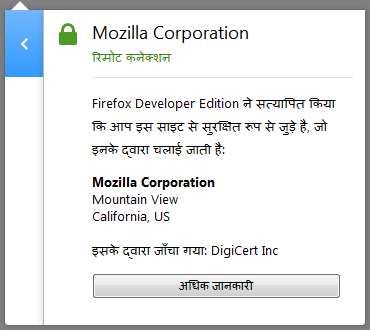 Mozilla Corporation
रिमोट कनेक्शन
Firefox Developer Edition ने सत्यापित किया
कि आप इस साइट से सुरक्षित रूप से जुड़े है, जो
इनके द्वारा चलाई जाती है:
Mozilla Corporation
Mountain View
California, US
इसके द्वारा जाँचा गया: DigiCert Inc
अधिक जानकारी